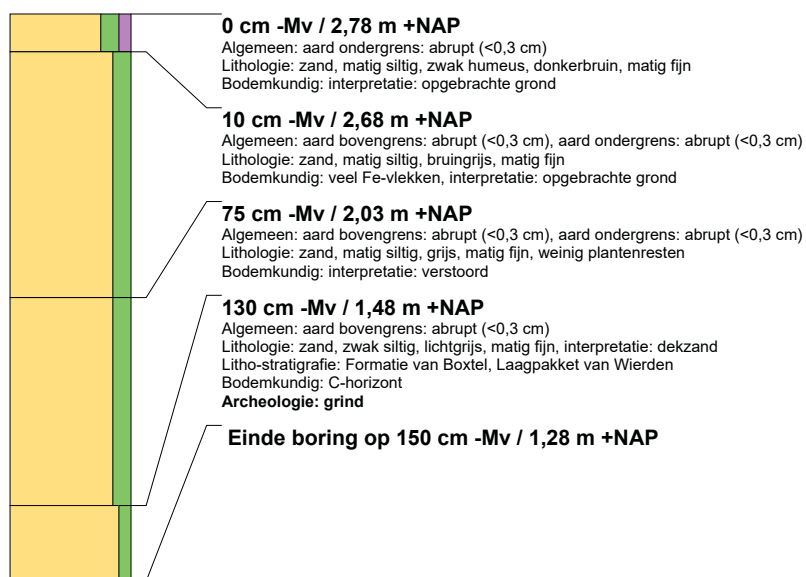 0 cm -Mv / 2,78 m +NAP
Algemeen: aard ondergrens: abrupt (<0,3 cm)
Lithologie: zand, matig siltig, zwak humeus, donkerbruin, matig fijn
Bodemkundig: interpretatie: opgebrachte grond
10 cm -Mv / 2,68 m +NAP
Algemeen: aard bovengrens: abrupt (<0,3 cm), aard ondergrens: abrupt (<0,3 cm)
Lithologie: zand, matig siltig, bruingrijs, matig fijn
Bodemkundig: veel Fe-vlekken, interpretatie: opgebrachte grond
75 cm -Mv / 2,03 m +NAP
Algemeen: aard bovengrens: abrupt (<0,3 cm), aard ondergrens: abrupt (<0,3 cm)
Lithologie: zand, matig siltig, grijs, matig fijn, weinig plantenresten
Bodemkundig: interpretatie: verstoord
130 cm -Mv / 1,48 m +NAP
Algemeen: aard bovengrens: abrupt (<0,3 cm)
Lithologie: zand, zwak siltig, lichtgrijs, matig fijn, interpretatie: dekzand
Litho-stratigrafie: Formatie van Boxtel, Laagpakket van Wierden
Bodemkundig: C-horizont
Archeologie: grind
Einde boring op 150 cm -Mv / 1,28 m +NAP